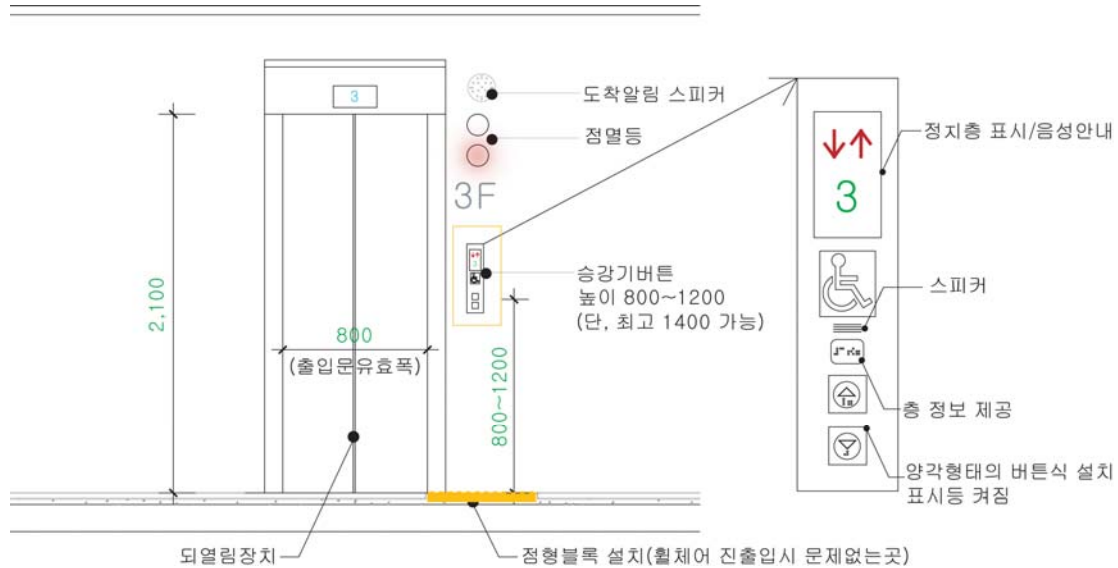 3
도착알림 스피커
점멸등
3F
3
승강기버튼
높이 800~1200
(단, 최고 1400 가능)
2,100
800
(출입문유효폭)
800~1200
되열림장치
점형블록 설치(휠체어 진출입시 문제없는곳)
정치층 표시/음성안내
3
스피커
층 정보 제공
양각형태의 버튼식 설치
표시등 켜짐